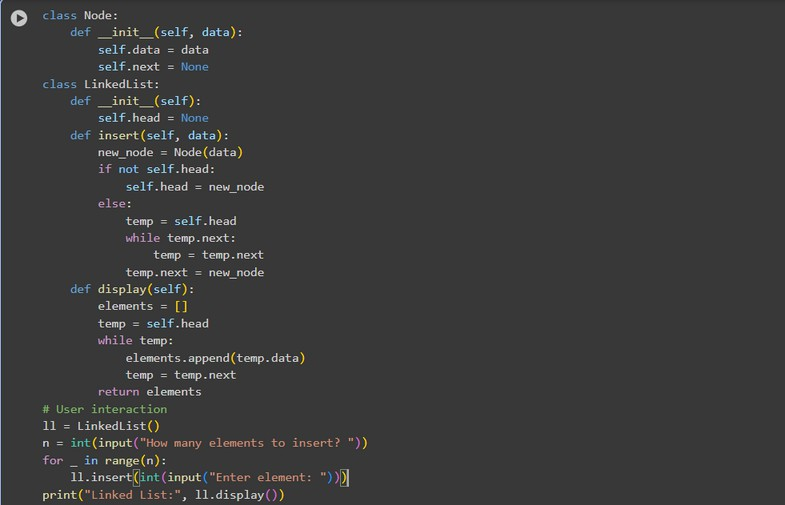 class Node:
    def __init__(self, data):
        self.data = data
        self.next = None
class LinkedList:
    def __init__(self):
        self.head = None
    def insert(self, data):
        new_node = Node(data)
        if not self.head:
            self.head = new_node
        else:
            temp = self.head
            while temp.next:
                temp = temp.next
            temp.next = new_node
    def display(self):
        elements = []
        temp = self.head
        while temp:
            elements.append(temp.data)
            temp = temp.next
        return elements
# User interaction
ll = LinkedList()
n = int(input("How many elements to insert? "))
for _ in range(n):
    ll.insert(int(input("Enter element: ")))
print("Linked List:", ll.display())